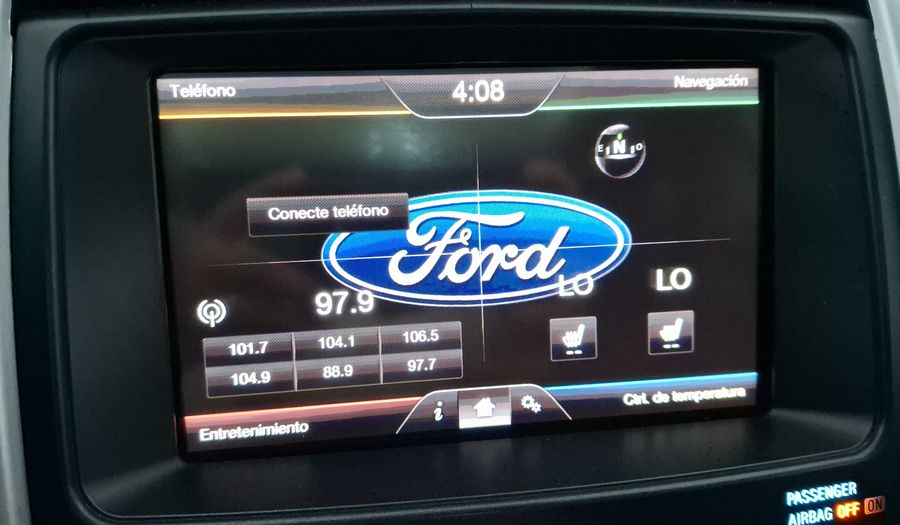 Teléfono
4:08
Navegación
E N O
Conecte teléfono
Ford
97.9
LO
LO
101.7 104.1 106.5
104.9 88.9 97.7
i
Entretenimiento
Ctrl. de temperatura
PASSENGER
AIRBAG OFF ON